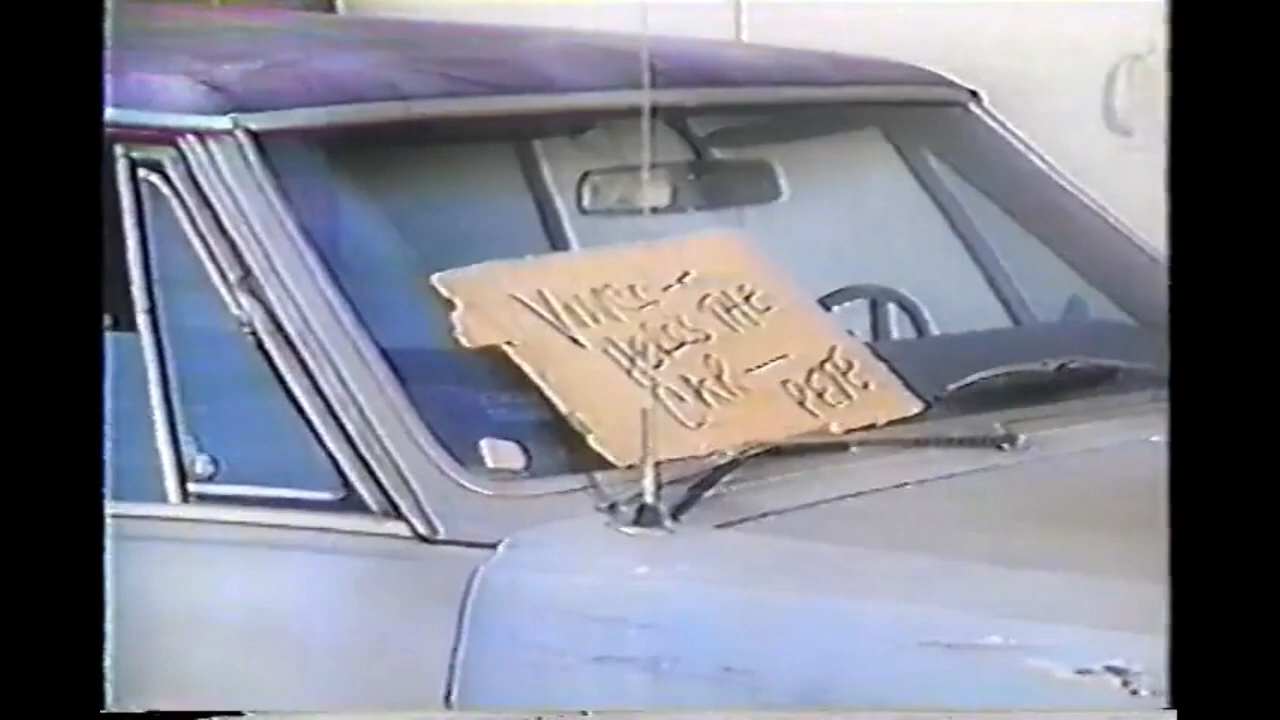 VINCE —
HERES THE
CAR — PETE